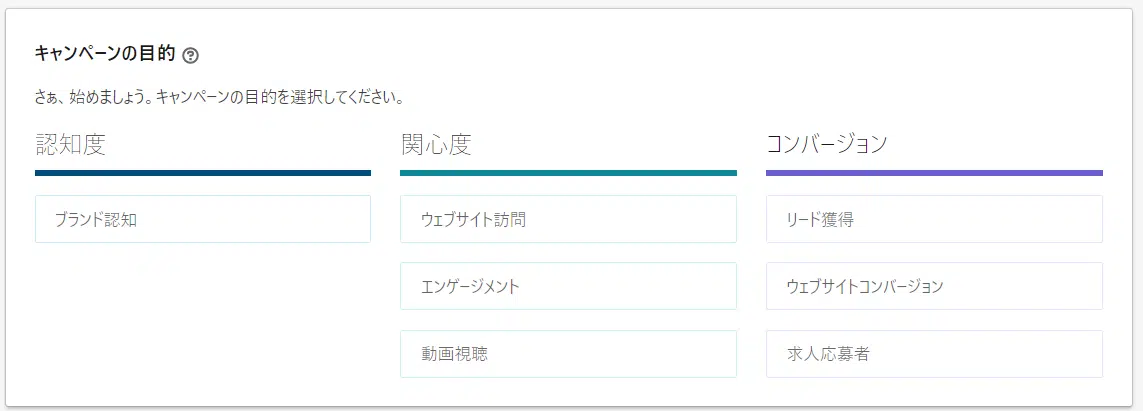 キャンペーンの目的 ?
さぁ、始めましょう。キャンペーンの目的を選択してください。
認知度
ブランド認知
関心度
ウェブサイト訪問
エンゲージメント
動画視聴
コンバージョン
リード獲得
ウェブサイトコンバージョン
求人応募者